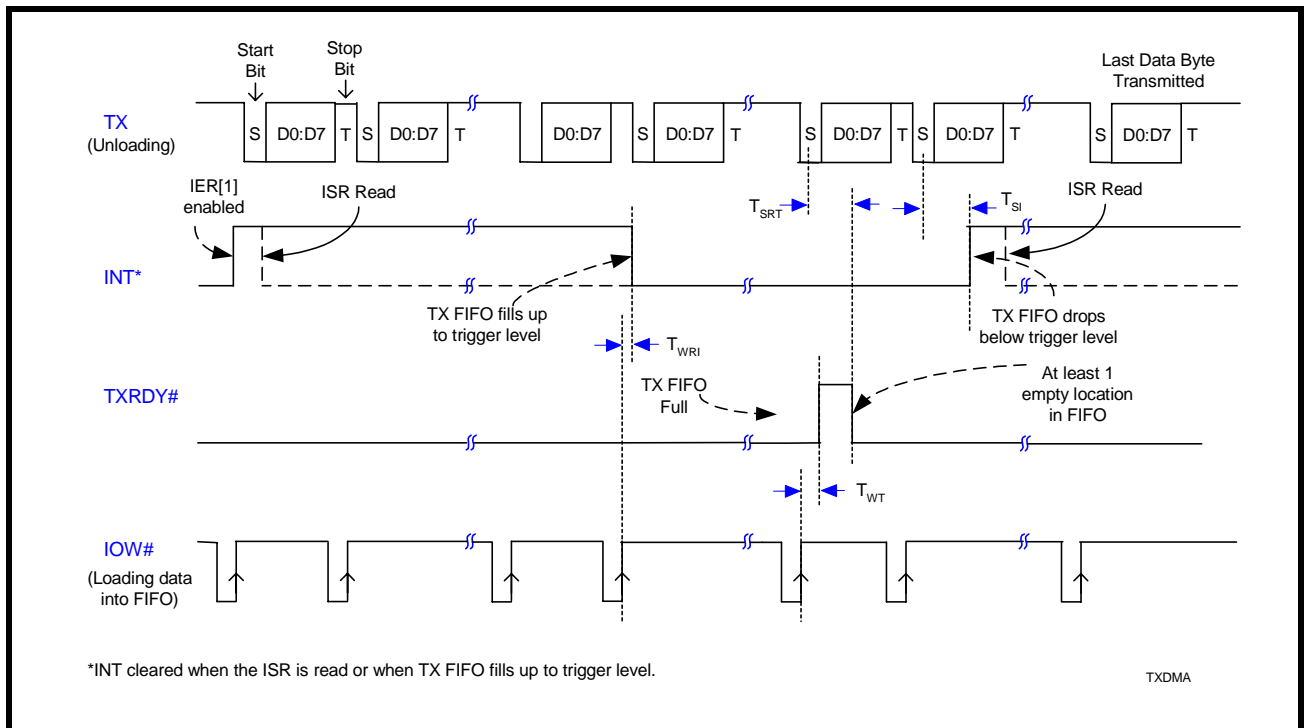 Start
Bit
Stop
Bit
Last Data Byte
Transmitted
TX
(Unloading)
S D0:D7 T S D0:D7 T D0:D7 S D0:D7 T S D0:D7 T S D0:D7 T S D0:D7 T
IER[1]
enabled
ISR Read
TSRT
TSI
ISR Read
INT*
TX FIFO fills up
to trigger level
TX FIFO drops
below trigger level
TWRI
TXRDY#
TX FIFO
Full
At least 1
empty location
in FIFO
TWT
IOW#
(Loading data
into FIFO)
*INT cleared when the ISR is read or when TX FIFO fills up to trigger level.
TXDMA